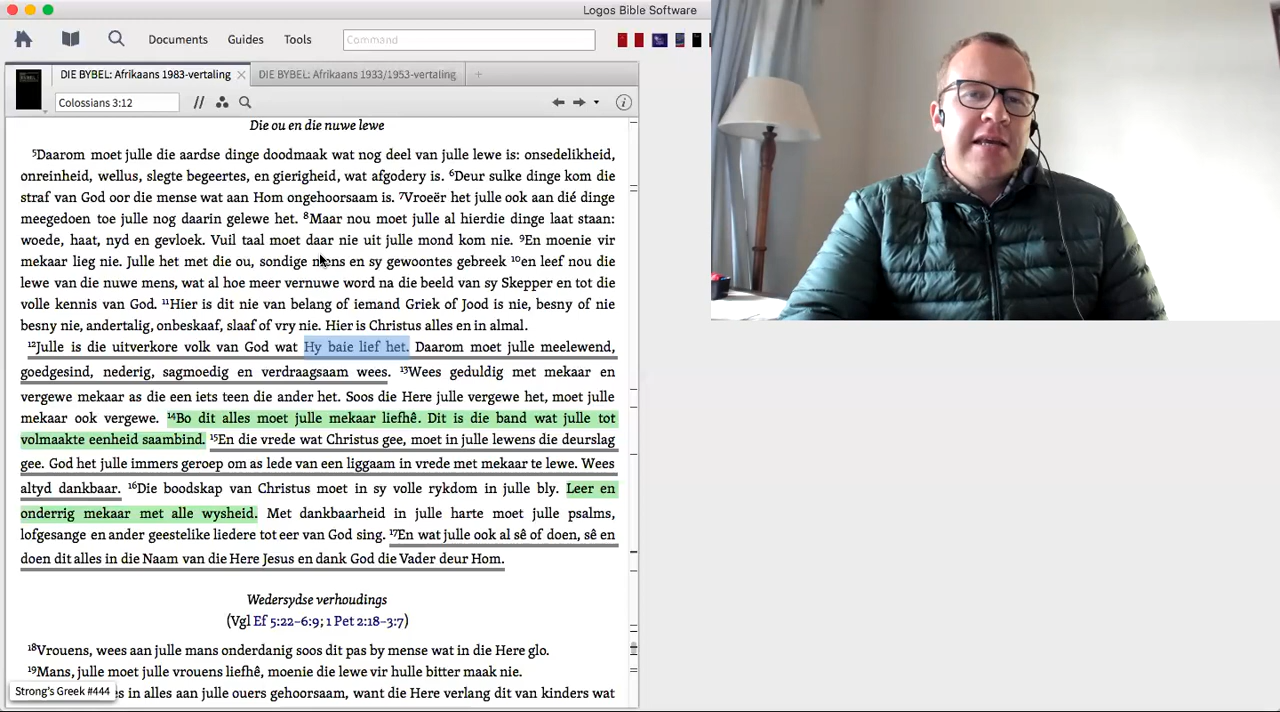 Logos Bible Software
Documents Guides Tools Command
DIE BYBEL: Afrikaans 1983-vertaling DIE BYBEL: Afrikaans 1933/1953-vertaling
Colossians 3:12
Die ou en die nuwe lewe
5Daarom moet julle die aardse dinge doodmaak wat nog deel van julle lewe is: onsedelikheid,
onreinheid, wellus, slegte begeertes, en gierigheid, wat afgodery is. 6Deur sulke dinge kom die
straf van God oor die mense wat aan Hom ongehoorsaam is. 7Vroeër het julle ook aan dié dinge
meegedoen toe julle nog daarin gelewe het. 8Maar nou moet julle al hierdie dinge laat staan:
woede, haat, nyd en gevloek. Vuil taal moet daar nie uit julle mond kom nie. 9En moenie vir
mekaar lieg nie. Julle het met die ou, sondige mens en sy gewoontes gebreek 10en leef nou die
lewe van die nuwe mens, wat al hoe meer vernuwe word na die beeld van sy Skepper en tot die
volle kennis van God. 11Hier is dit nie van belang of iemand Griek of Jood is nie, besny of nie
besny nie, andertalig, onbeskaaf, slaaf of vry nie. Hier is Christus alles en in almal.
12Julle is die uitverkore volk van God wat Hy baie lief het. Daarom moet julle meelewend,
goedgesind, nederig, sagmoedig en verdraagsaam wees. 13Wees geduldig met mekaar en
vergewe mekaar as die een iets teen die ander het. Soos die Here julle vergewe het, moet julle
mekaar ook vergewe. 14Bo dit alles moet julle mekaar liefhê. Dit is die band wat julle tot
volmaakte eenheid saambind. 15En die vrede wat Christus gee, moet in julle lewens die deurslag
gee. God het julle immers geroep om as lede van een liggaam in vrede met mekaar te lewe. Wees
altyd dankbaar. 16Die boodskap van Christus moet in sy volle rykdom in julle bly. Leer en
onderrig mekaar met alle wysheid. Met dankbaarheid in julle harte moet julle psalms,
lofgesange en ander geestelike liedere tot eer van God sing. 17En wat julle ook al sê of doen, sê en
doen dit alles in die Naam van die Here Jesus en dank God die Vader deur Hom.
Wedersydse verhoudings
(Vgl Ef 5:22–6:9; 1 Pet 2:18–3:7)
18Vrouens, wees aan julle mans onderdanig soos dit pas by mense wat in die Here glo.
19Mans, julle moet julle vrouens liefhê, moenie die lewe vir hulle bitter maak nie.
Strong's Greek #444
in alles aan julle ouers gehoorsaam, want die Here verlang dit van kinders wat